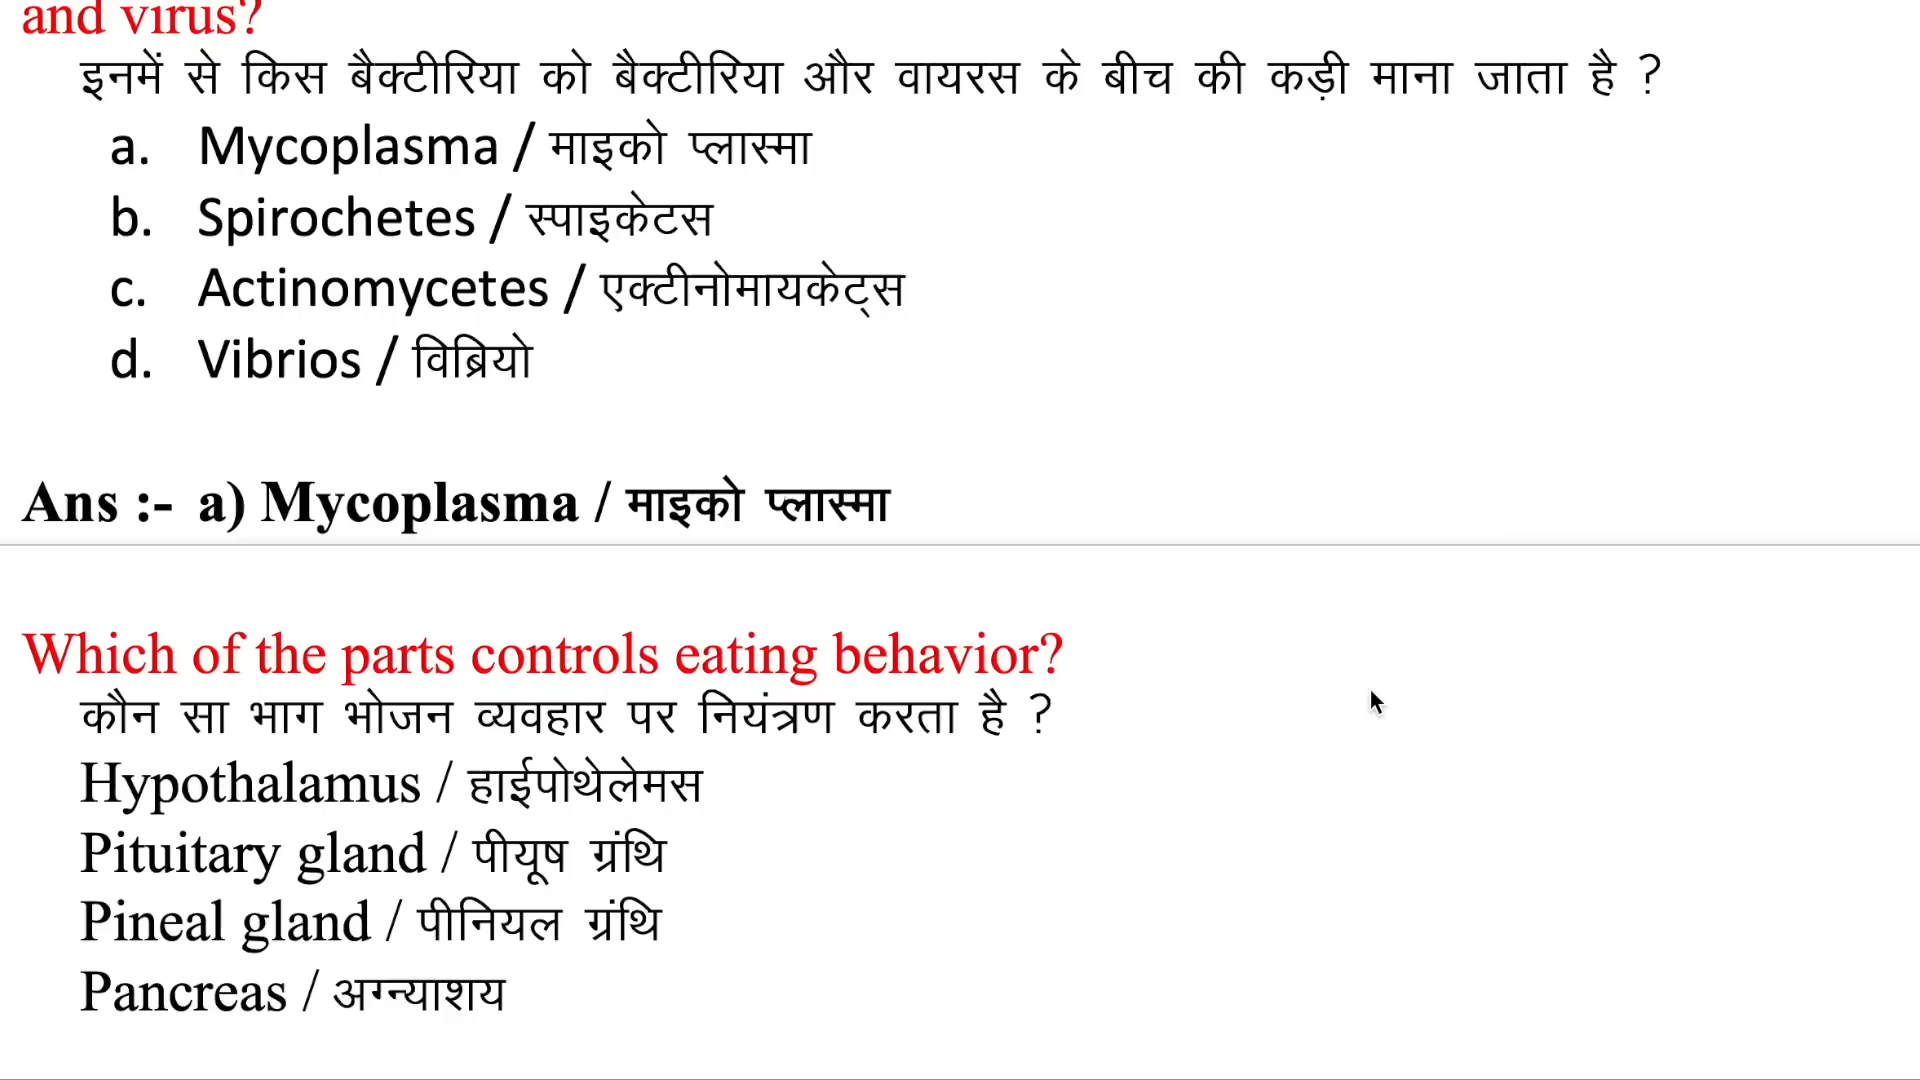 and virus?
इनमें से किस बैक्टीरिया को बैक्टीरिया और वायरस के बीच की कड़ी माना जाता है ?
a. Mycoplasma / माइको प्लास्मा
b. Spirochetes / स्पाइकेटस
c. Actinomycetes / एक्टीनोमायकेट्स
d. Vibrios / विब्रियो
Ans :- a) Mycoplasma / माइको प्लास्मा
Which of the parts controls eating behavior?
कौन सा भाग भोजन व्यवहार पर नियंत्रण करता है ?
Hypothalamus / हाईपोथेलेमस
Pituitary gland / पीयूष ग्रंथि
Pineal gland / पीनियल ग्रंथि
Pancreas / अग्न्याशय